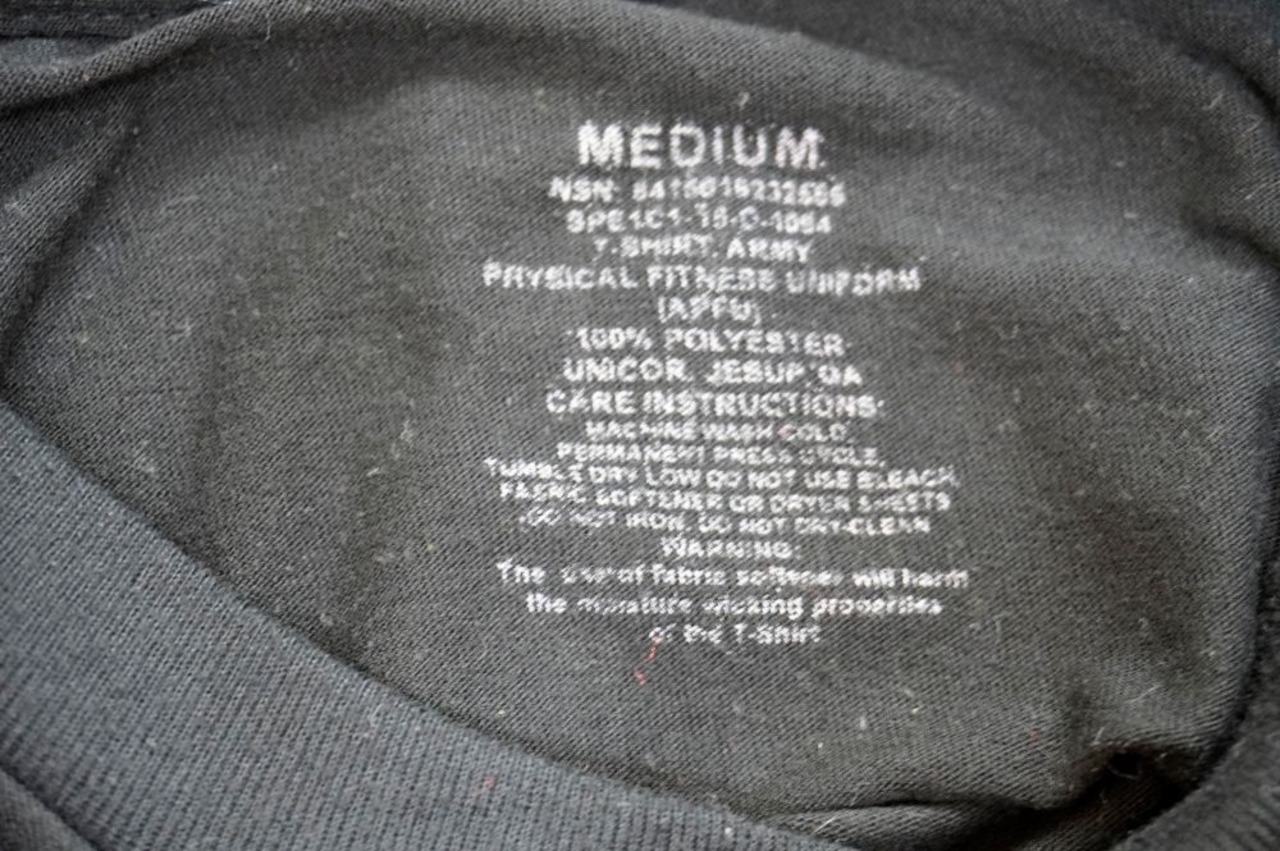 MEDIUM
NSN:
T-SHIRT, ARMY
PHYSICAL FITNESS UNIFORM
(APFU)
100% POLYESTER
UNICOR, JESUP, GA
CARE INSTRUCTIONS:
MACHINE WASH COLD,
PERMANENT PRESS CYCLE,
TUMBLE DRY LOW DO NOT USE BLEACH,
FABRIC SOFTENER OR DRYER SHEETS
DO NOT IRON, DO NOT DRY-CLEAN
WARNING:
The use of fabric softener will harm
the moisture wicking properties
of the T-Shirt